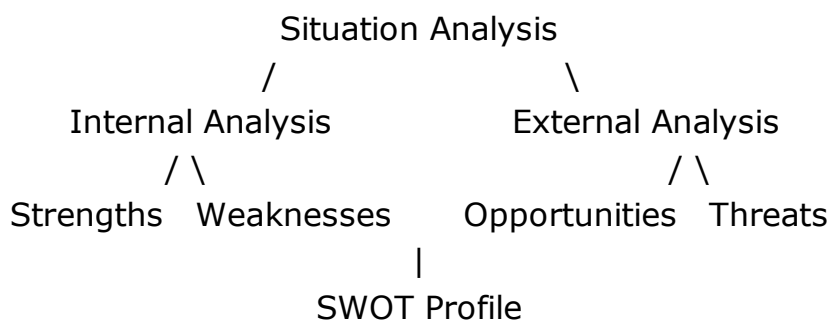 Situation Analysis
/ \
Internal Analysis External Analysis
/ \ / \
Strengths Weaknesses Opportunities Threats
|
SWOT Profile